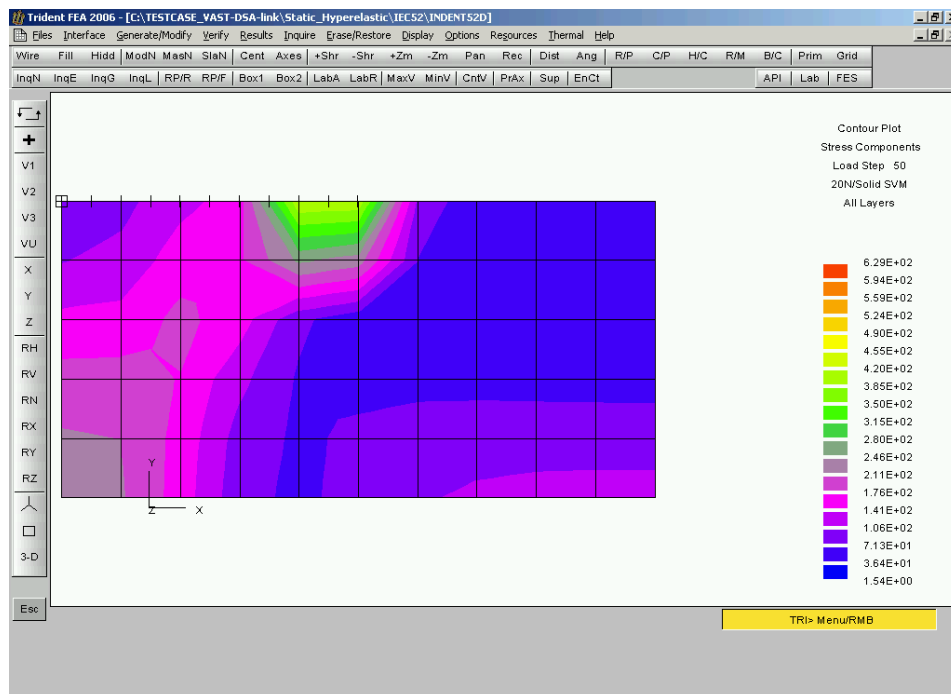 Trident FEA 2006 - [C:\TESTCASE_VAST-DSA-link\Static_Hyperelastic\IEC52\INDENT52D]
Files Interface Generate/Modify Verify Results Inquire Erase/Restore Display Options Resources Thermal Help
Wire Fill Hidd ModN MasN SlaN Cent Axes +Shr -Shr +Zm -Zm Pan Rec Dist Ang R/P C/P H/C R/M B/C Prim Grid
InqN InqE InqG InqL RP/R RP/F Box1 Box2 LabA LabR MaxV MinV CntV PrAx Sup EnCt API Lab FES
V1
V2
V3
VU
X
Y
Z
RH
RV
RN
RX
RY
RZ
3-D
Esc
Y
Z X
Contour Plot
Stress Components
Load Step 50
20N/Solid SVM
All Layers
6.29E+02
5.94E+02
5.59E+02
5.24E+02
4.90E+02
4.55E+02
4.20E+02
3.85E+02
3.50E+02
3.15E+02
2.80E+02
2.46E+02
2.11E+02
1.76E+02
1.41E+02
1.06E+02
7.13E+01
3.64E+01
1.54E+00
TRI> Menu/RMB